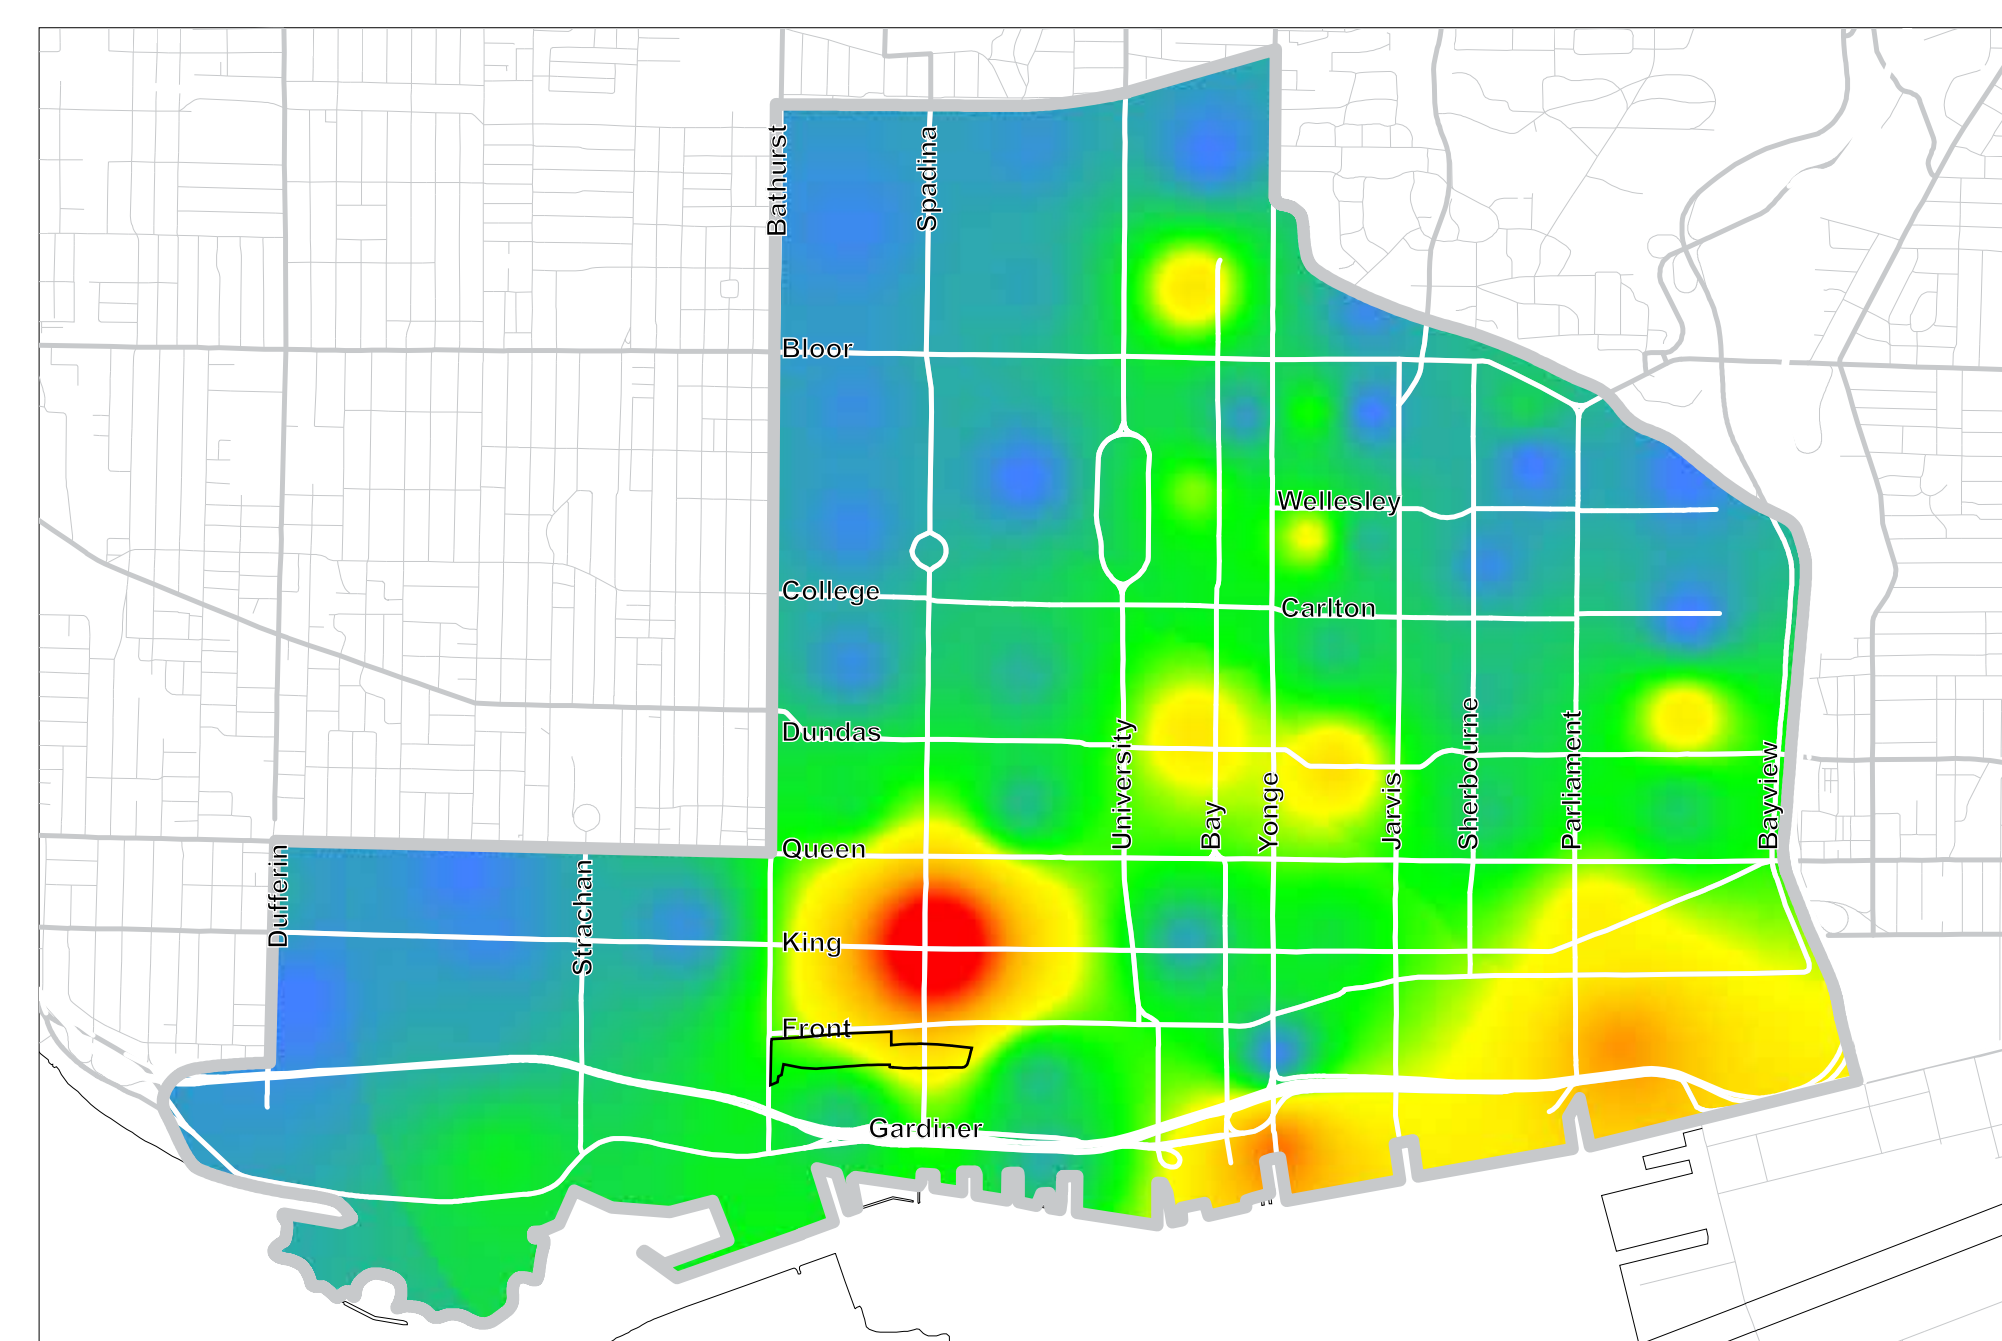 Bathurst
Spadina
Bloor
Wellesley
College
Carlton
Dundas
University
Bay
Yonge
Jarvis
Sherbourne
Parliament
Bayview
Queen
Dufferin
Strachan
King
Front
Gardiner